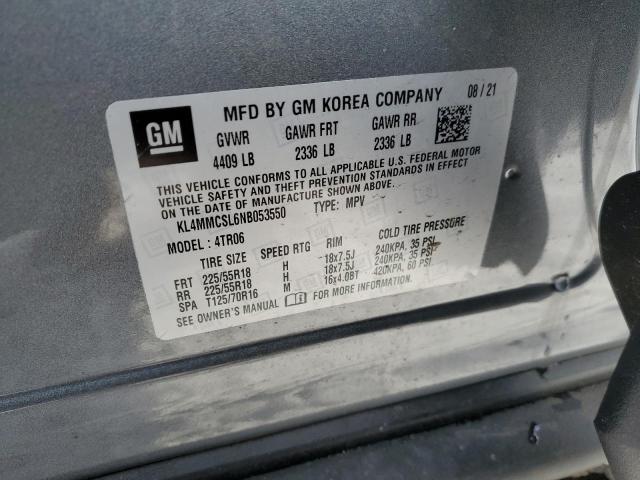 GM
MFD BY GM KOREA COMPANY 08 / 21
GVWR GAWR FRT GAWR RR
4409 LB 2336 LB 2336 LB
THIS VEHICLE CONFORMS TO ALL APPLICABLE U.S. FEDERAL MOTOR
VEHICLE SAFETY AND THEFT PREVENTION STANDARDS IN EFFECT
ON THE DATE OF MANUFACTURE SHOWN ABOVE.
KL4MMCSL6NB053550 TYPE: MPV
MODEL : 4TR06
TIRE SIZE SPEED RTG RIM COLD TIRE PRESSURE
FRT 225/55R18 H 18x7.5J 240KPA, 35 PSI
RR 225/55R18 H 18x7.5J 240KPA, 35 PSI
SPA T125/70R16 M 16x4.0BT 420KPA, 60 PSI
SEE OWNER'S MANUAL FOR MORE INFORMATION.